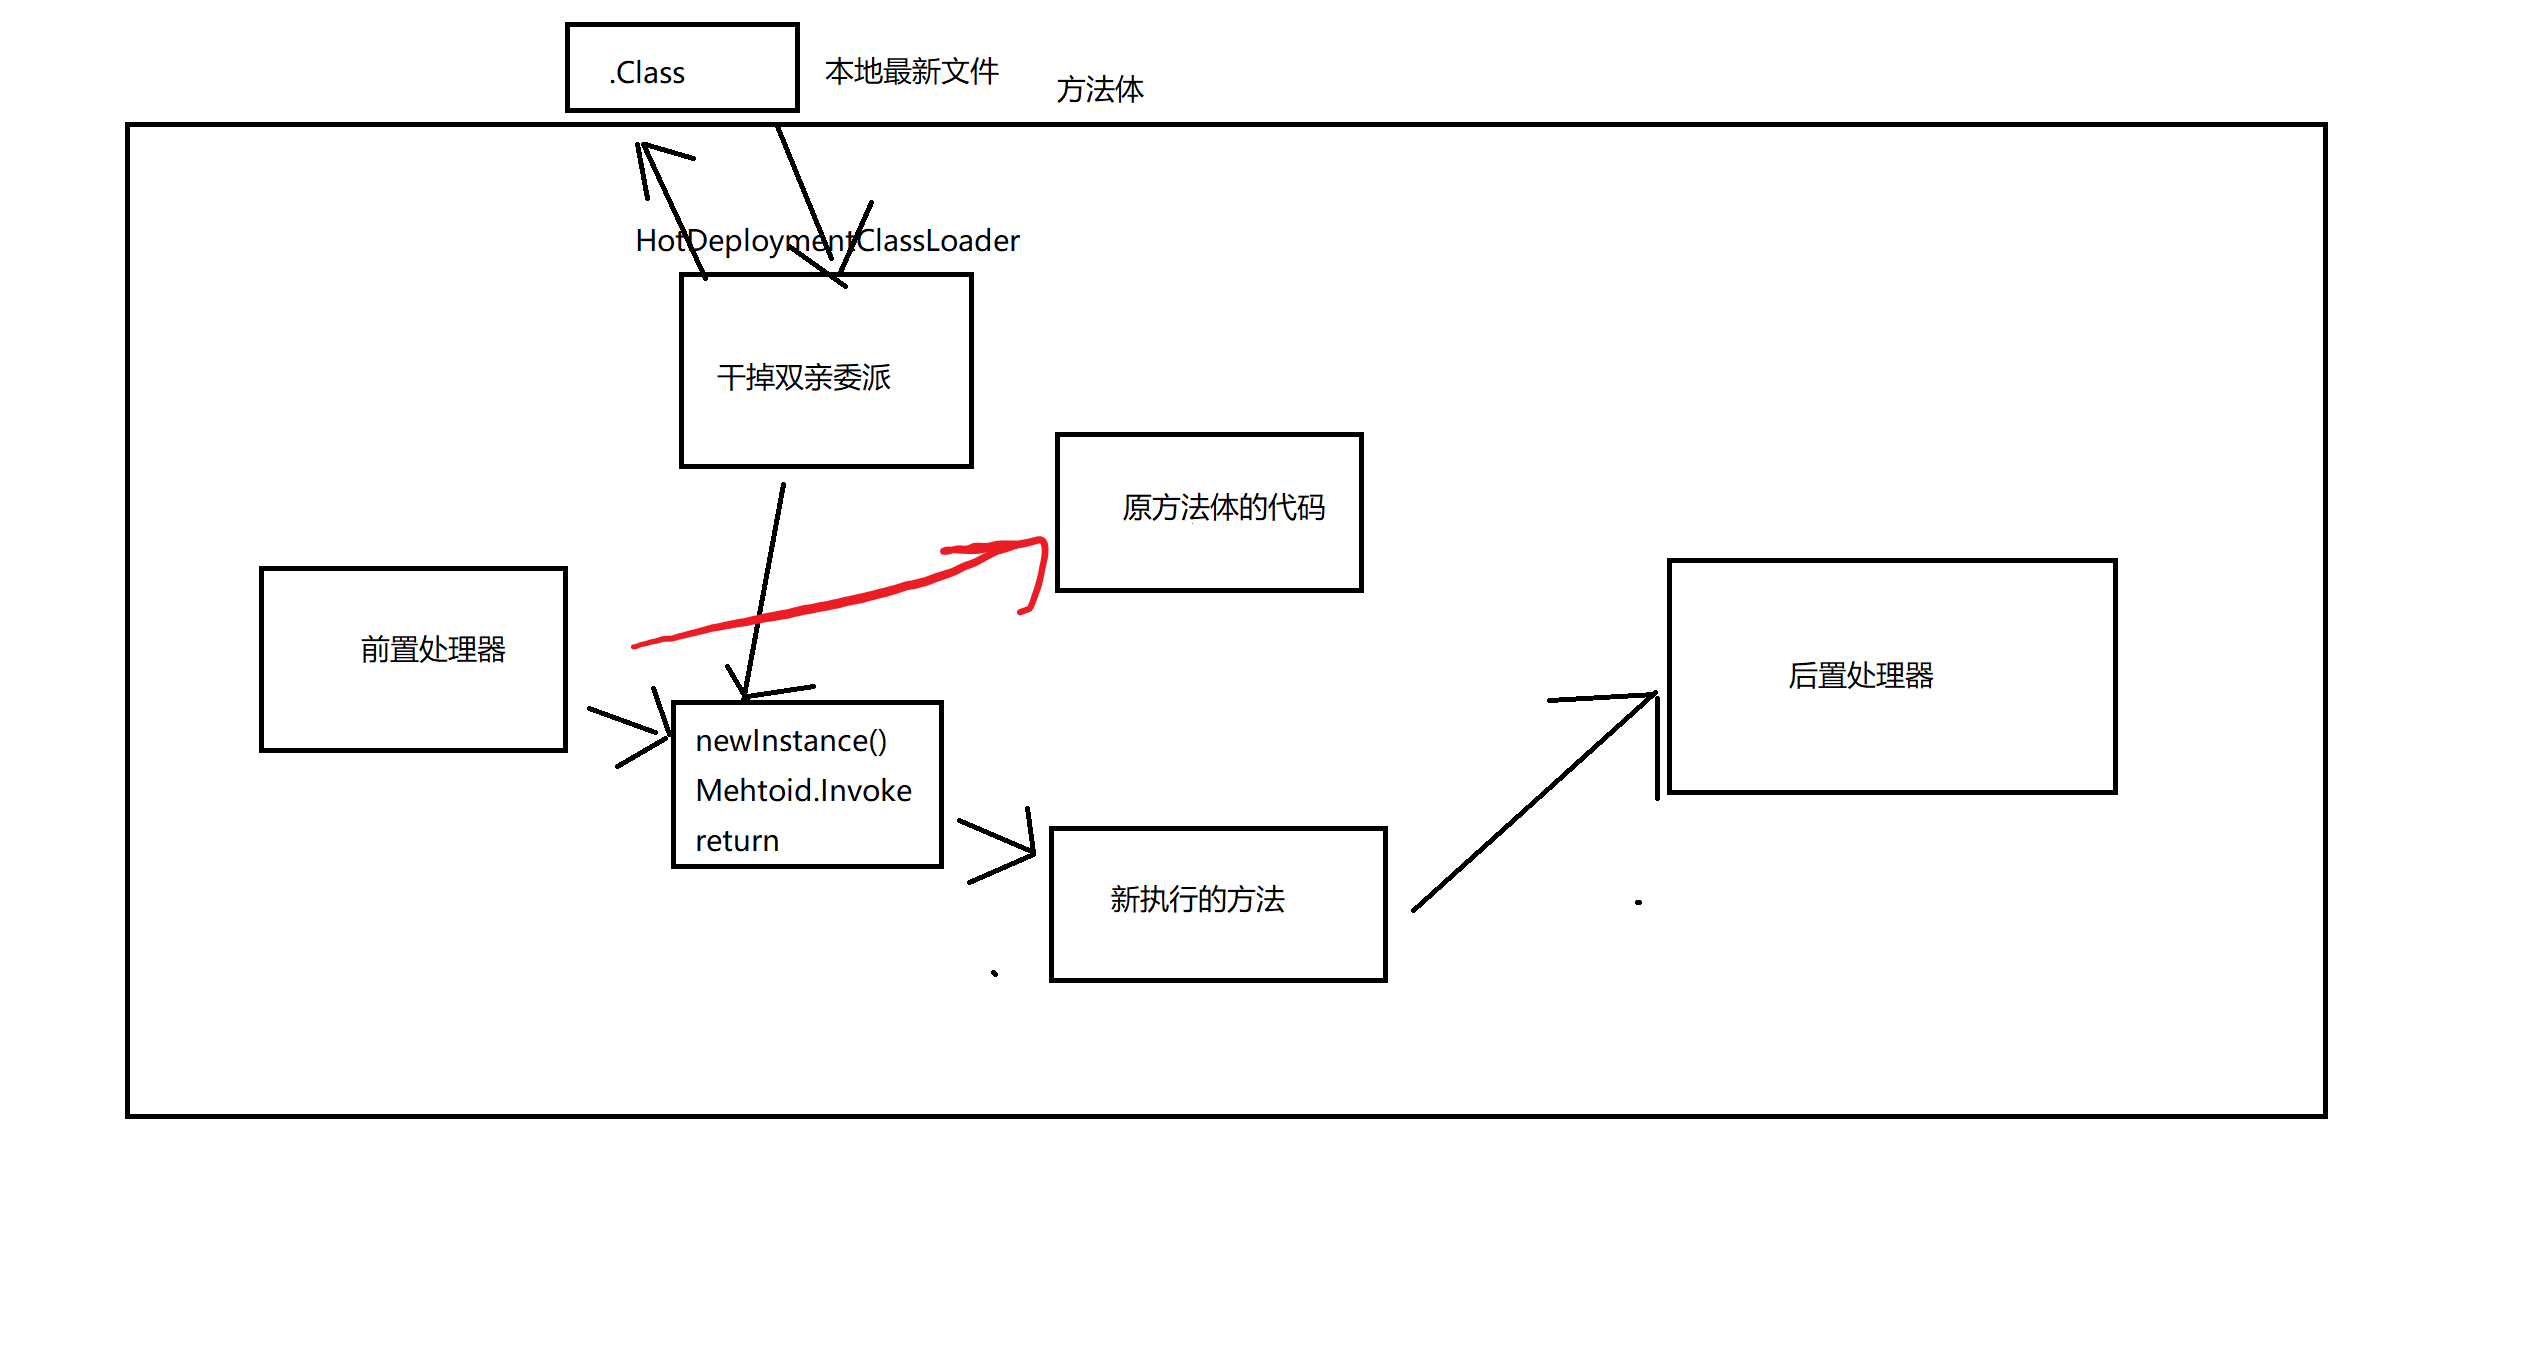 .Class
本地最新文件
方法体
HotDeploymentClassLoader
干掉双亲委派
原方法体的代码
前置处理器
后置处理器
newInstance()
Mehtoid.Invoke
return
新执行的方法